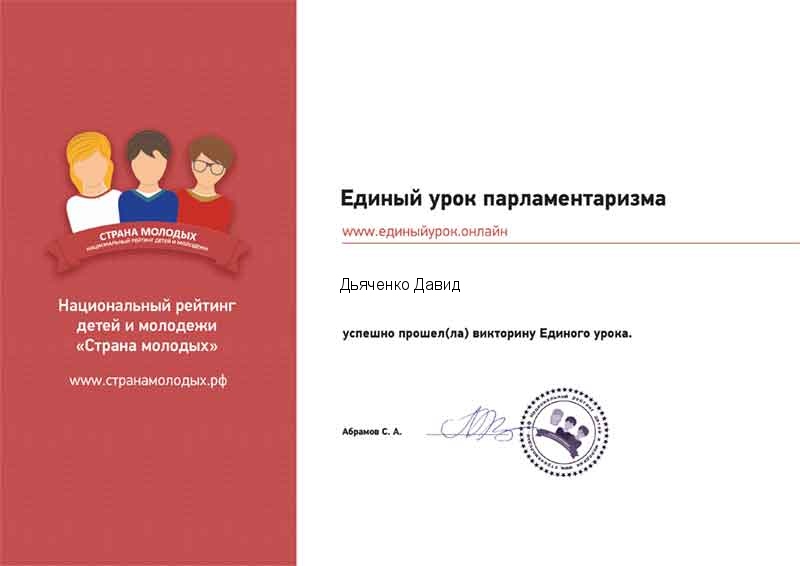 СТРАНА МОЛОДЫХ
НАЦИОНАЛЬНЫЙ РЕЙТИНГ ДЕТЕЙ И МОЛОДЕЖИ
Национальный рейтинг
детей и молодежи
«Страна молодых»
www.странамолодых.рф
Единый урок парламентаризма
www.единыйурок.онлайн
Дьяченко Давид
успешно прошел(ла) викторину Единого урока.
Абрамов С. А.